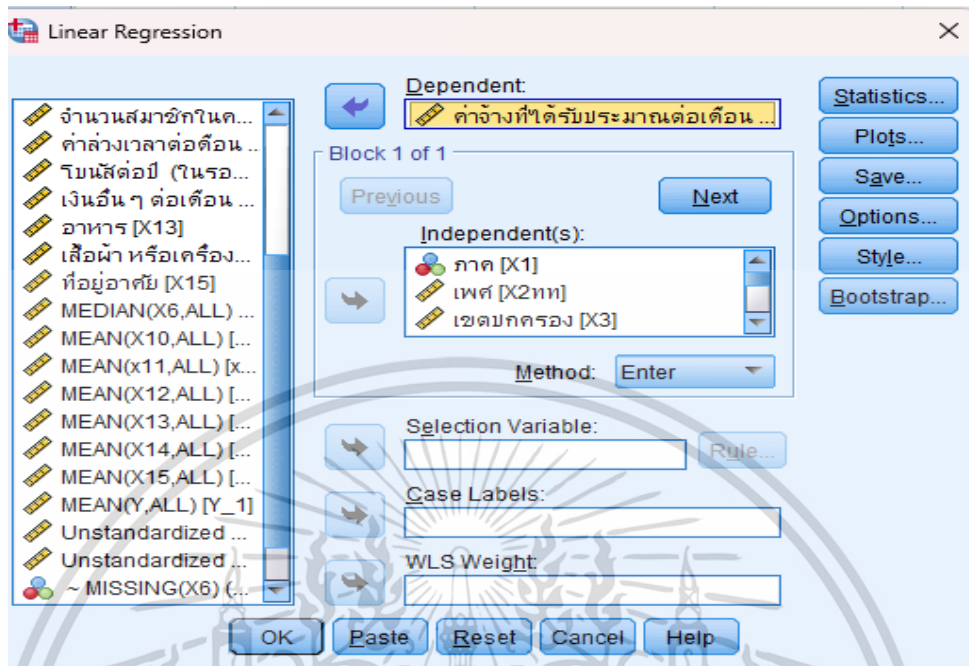 Linear Regression
จำนวนสมาชิกในค...
ค่าล่วงเวลาต่อเดือน ...
โบนัสต่อปี (ในรอ...
เงินอื่น ๆ ต่อเดือน ...
อาหาร [X13]
เสื้อผ้า หรือเครื่อง...
ที่อยู่อาศัย [X15]
MEDIAN(X6,ALL) ...
MEAN(X10,ALL) [...
MEAN(x11,ALL) [x...
MEAN(X12,ALL) [...
MEAN(X13,ALL) [...
MEAN(X14,ALL) [...
MEAN(X15,ALL) [...
MEAN(Y,ALL) [Y_1]
Unstandardized ...
Unstandardized ...
~ MISSING(X6) (...
Dependent:
ค่าจ้างที่ได้รับประมาณต่อเดือน ...
Block 1 of 1
Previous
Next
Independent(s):
ภาค [X1]
เพศ [X2ทท]
เขตปกครอง [X3]
Method: Enter
Selection Variable:
Rule...
Case Labels:
WLS Weight:
Statistics...
Plots...
Save...
Options...
Style...
Bootstrap...
OK Paste Reset Cancel Help